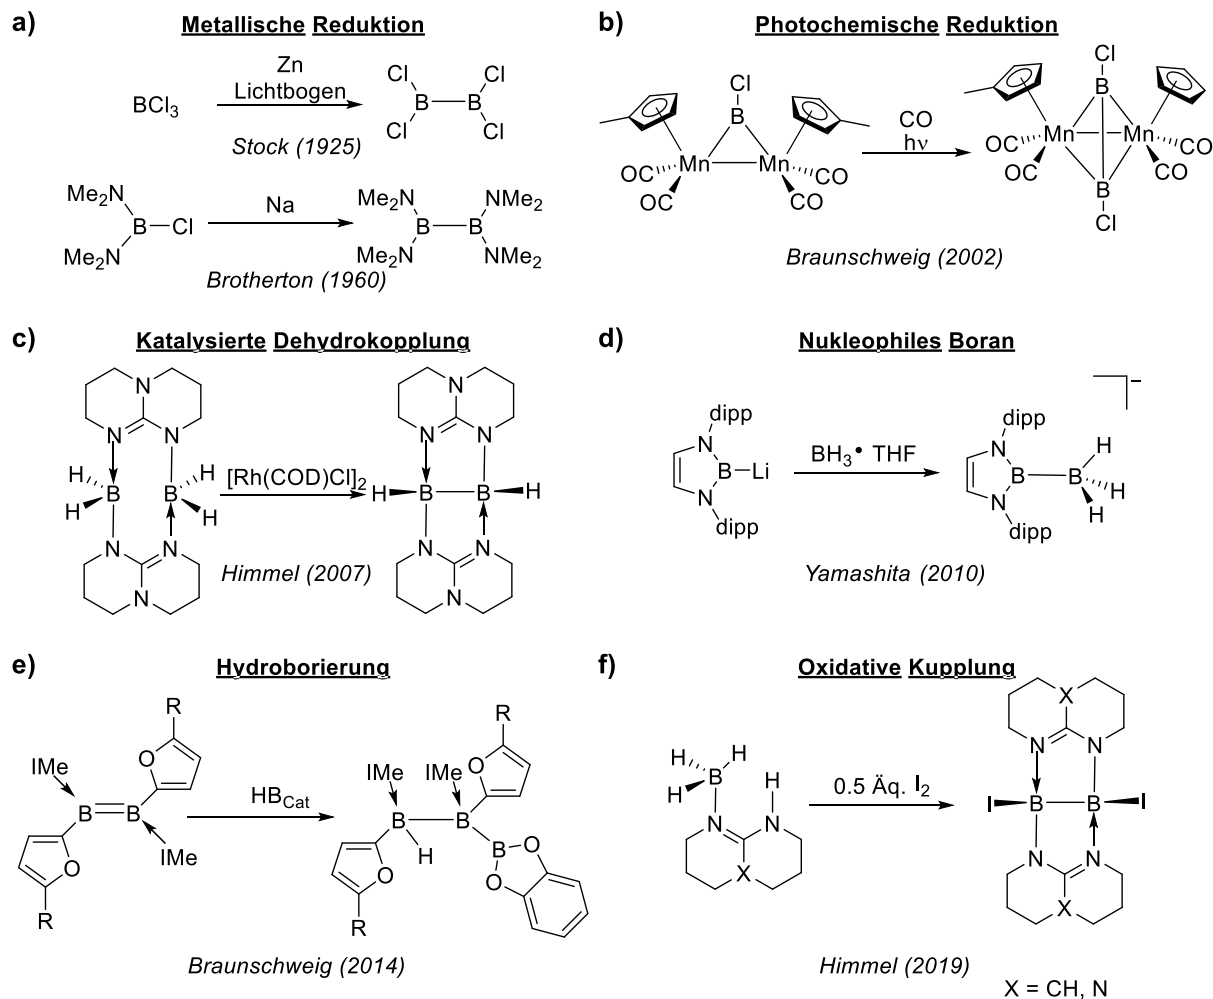 a) Metallische Reduktion
BCl3
Zn
Lichtbogen
Cl Cl
B B
Cl Cl
Stock (1925)
Me2N
B Cl
Me2N
Na
Me2N NMe2
B B
Me2N NMe2
Brotherton (1960)
b) Photochemische Reduktion
Cl
B
Mn Mn
OC CO
OC CO
CO
hν
Cl
B
Mn Mn
OC CO
OC CO
B
Cl
Braunschweig (2002)
c) Katalysierte Dehydrokopplung
N
N N
H H
B B
H H
N N
N
[Rh(COD)Cl]2
N
N N
H B B H
N N
N
Himmel (2007)
d) Nukleophiles Boran
dipp
N
B Li
N
dipp
BH3• THF
dipp
N H
B B
N H
H
dipp
–
Yamashita (2010)
e) Hydroborierung
R
O
IMe
B B
IMe
O
R
HBCat
R
O
IMe IMe
B B
H
B O
O
O
R
Braunschweig (2014)
f) Oxidative Kupplung
H H
B
H H
N N
X
0.5 Äq. I2
X
N N
I B B I
N N
X
Himmel (2019)
X = CH, N